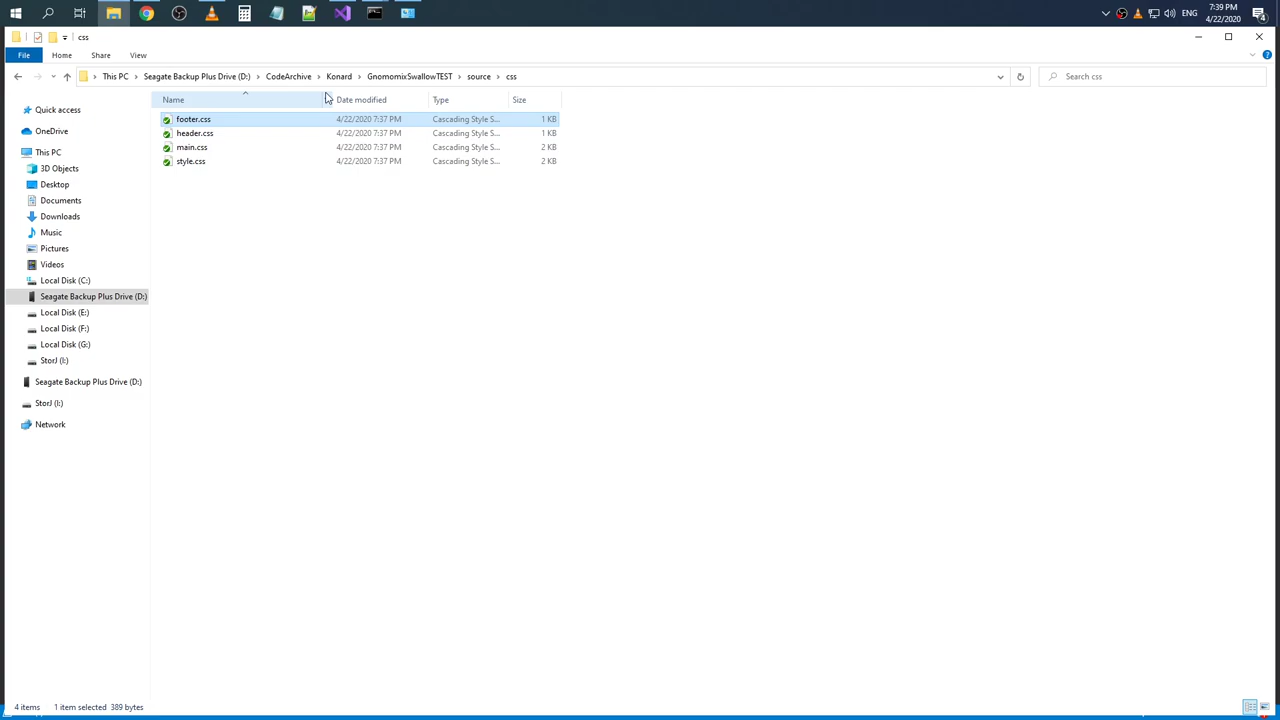 7:39 PM
ENG
4/22/2020
4
css
File
Home
Share
View
This PC
Seagate Backup Plus Drive (D:)
CodeArchive
Konard
GnomomixSwallowTEST
source
css
Search css
Name
Date modified
Type
Size
Quick access
footer.css 4/22/2020 7:37 PM Cascading Style S... 1 KB
header.css 4/22/2020 7:37 PM Cascading Style S... 1 KB
main.css 4/22/2020 7:37 PM Cascading Style S... 2 KB
style.css 4/22/2020 7:37 PM Cascading Style S... 2 KB
OneDrive
This PC
3D Objects
Desktop
Documents
Downloads
Music
Pictures
Videos
Local Disk (C:)
Seagate Backup Plus Drive (D:)
Local Disk (E:)
Local Disk (F:)
Local Disk (G:)
StorJ (I:)
Seagate Backup Plus Drive (D:)
StorJ (I:)
Network
4 items
1 item selected 389 bytes